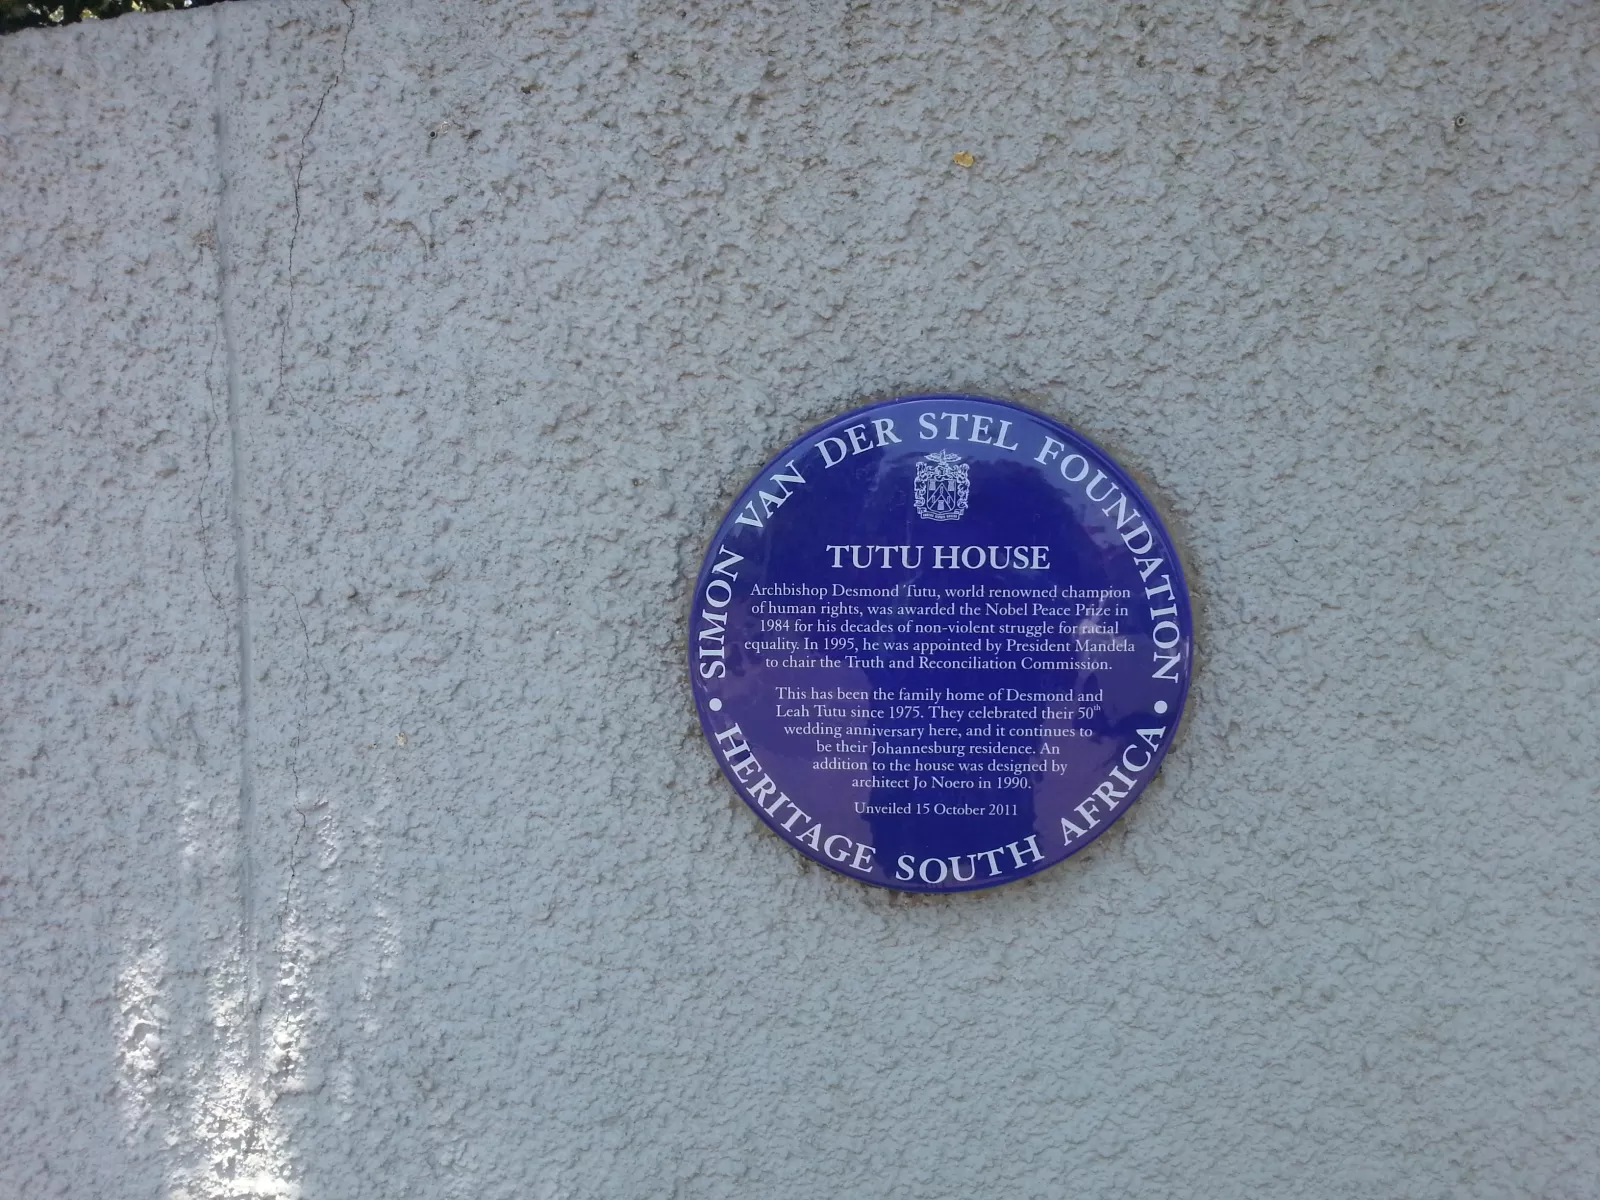 SIMON VAN DER STEL FOUNDATION
TUTU HOUSE
Archbishop Desmond Tutu, world renowned champion
of human rights, was awarded the Nobel Peace Prize in
1984 for his decades of non-violent struggle for racial
equality. In 1995, he was appointed by President Mandela
to chair the Truth and Reconciliation Commission.
This has been the family home of Desmond and
Leah Tutu since 1975. They celebrated their 50th
wedding anniversary here, and it continues to
be their Johannesburg residence. An
addition to the house was designed by
architect Jo Noero in 1990.
Unveiled 15 October 2011
• HERITAGE SOUTH AFRICA •